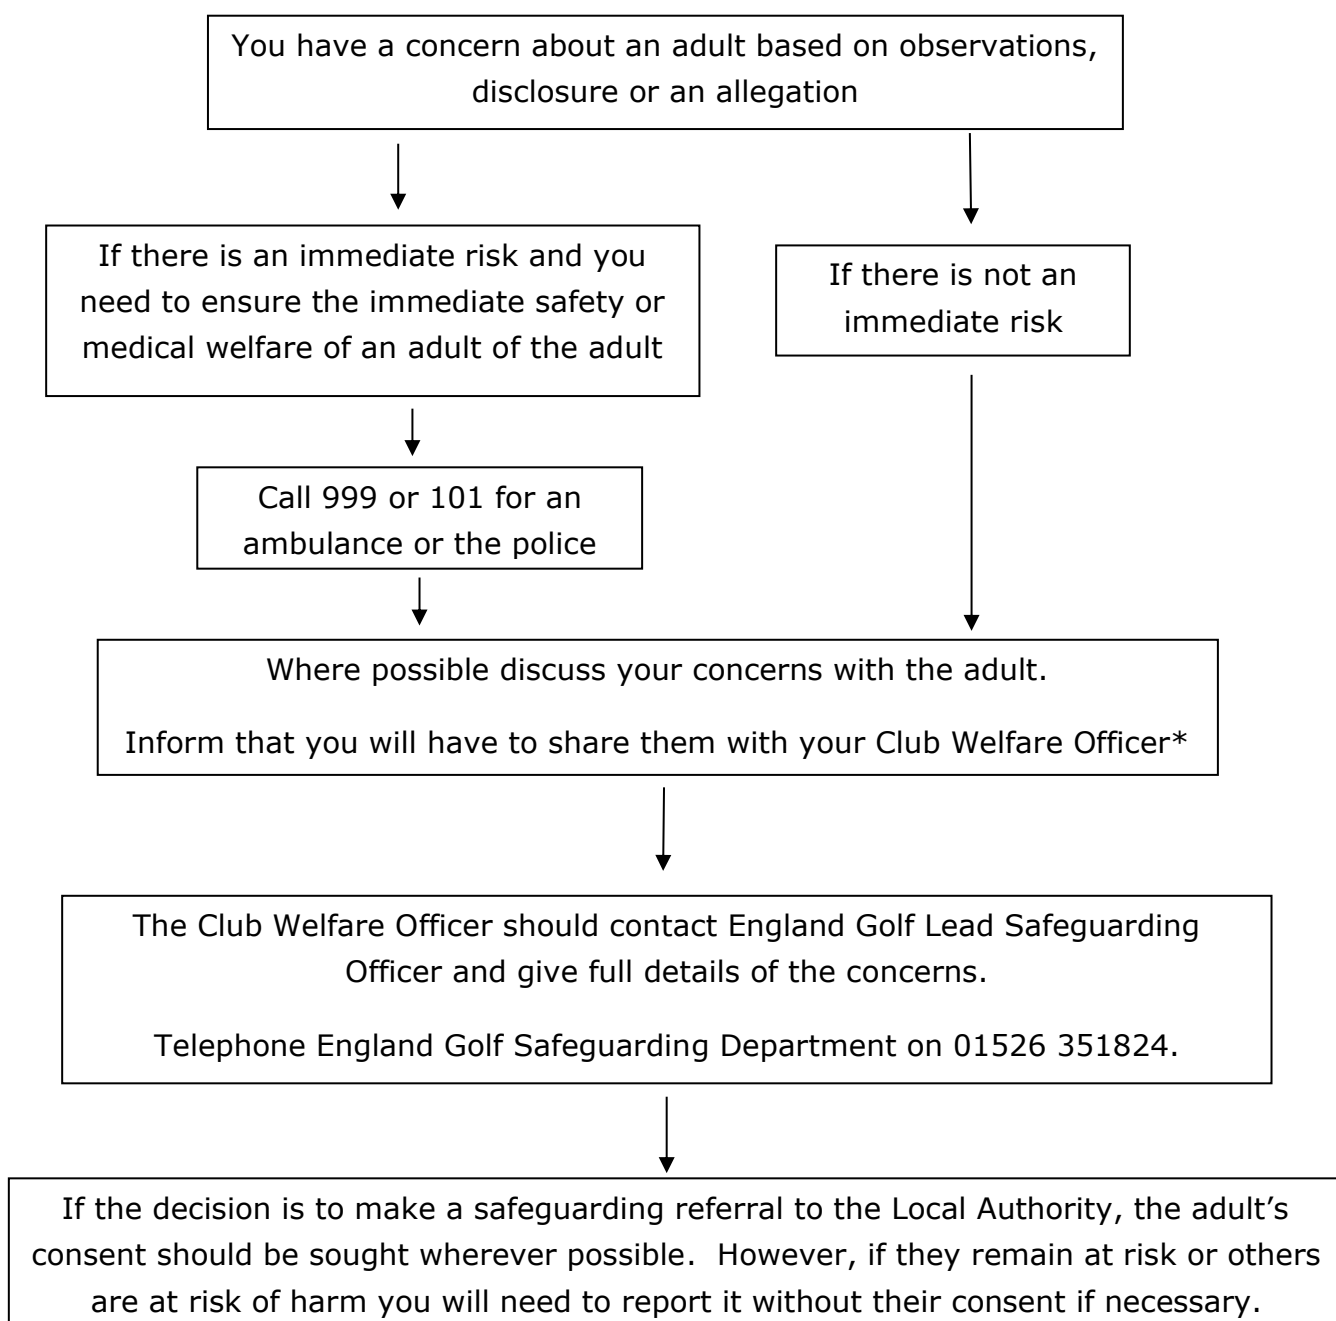 You have a concern about an adult based on observations,
disclosure or an allegation
If there is an immediate risk and you
need to ensure the immediate safety or
medical welfare of an adult of the adult
If there is not an
immediate risk
Call 999 or 101 for an
ambulance or the police
Where possible discuss your concerns with the adult.
Inform that you will have to share them with your Club Welfare Officer*
The Club Welfare Officer should contact England Golf Lead Safeguarding
Officer and give full details of the concerns.
Telephone England Golf Safeguarding Department on 01526 351824.
If the decision is to make a safeguarding referral to the Local Authority, the adult’s
consent should be sought wherever possible.  However, if they remain at risk or others
are at risk of harm you will need to report it without their consent if necessary.